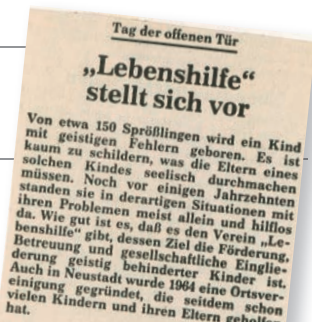 Tag der offenen Tür
„Lebenshilfe“
stellt sich vor
Von etwa 150 Sprößlingen wird ein Kind
mit geistigen Fehlern geboren. Es ist
kaum zu schildern, was die Eltern eines
solchen Kindes seelisch durchmachen
müssen. Noch vor einigen Jahrzehnten
standen sie in derartigen Situationen mit
ihren Problemen meist allein und hilflos
da. Wie gut ist es, daß es den Verein „Le-
benshilfe“ gibt, dessen Ziel die Förderung,
Betreuung und gesellschaftliche Einglie-
derung geistig behinderter Kinder ist.
Auch in Neustadt wurde 1964 eine Ortsver-
einigung gegründet, die seitdem schon
vielen Kindern und ihren Eltern geholfen
hat.